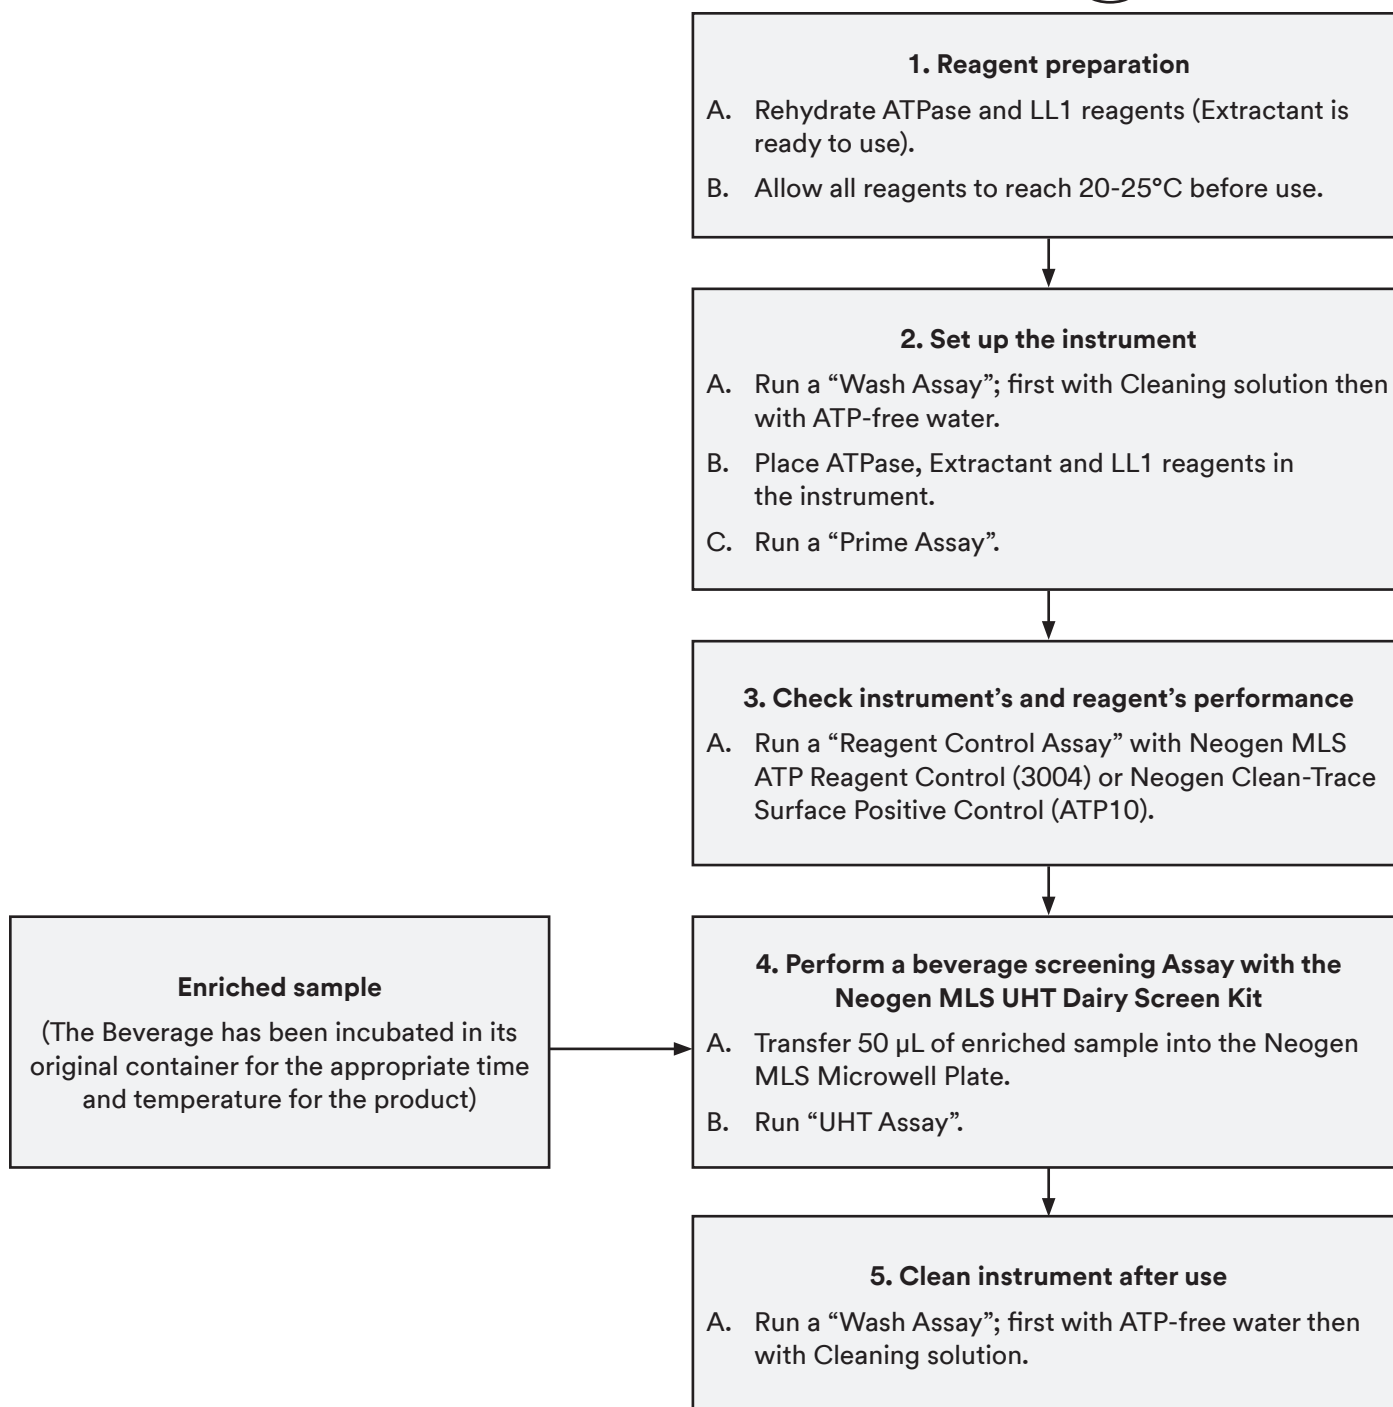 1. Reagent preparation
A. Rehydrate ATPase and LL1 reagents (Extractant is
ready to use).
B. Allow all reagents to reach 20-25°C before use.
2. Set up the instrument
A. Run a “Wash Assay”; first with Cleaning solution then
with ATP-free water.
B. Place ATPase, Extractant and LL1 reagents in
the instrument.
C. Run a “Prime Assay”.
3. Check instrument’s and reagent’s performance
A. Run a “Reagent Control Assay” with Neogen MLS
ATP Reagent Control (3004) or Neogen Clean-Trace
Surface Positive Control (ATP10).
Enriched sample
(The Beverage has been incubated in its
original container for the appropriate time
and temperature for the product)
4. Perform a beverage screening Assay with the
Neogen MLS UHT Dairy Screen Kit
A. Transfer 50 µL of enriched sample into the Neogen
MLS Microwell Plate.
B. Run “UHT Assay”.
5. Clean instrument after use
A. Run a “Wash Assay”; first with ATP-free water then
with Cleaning solution.